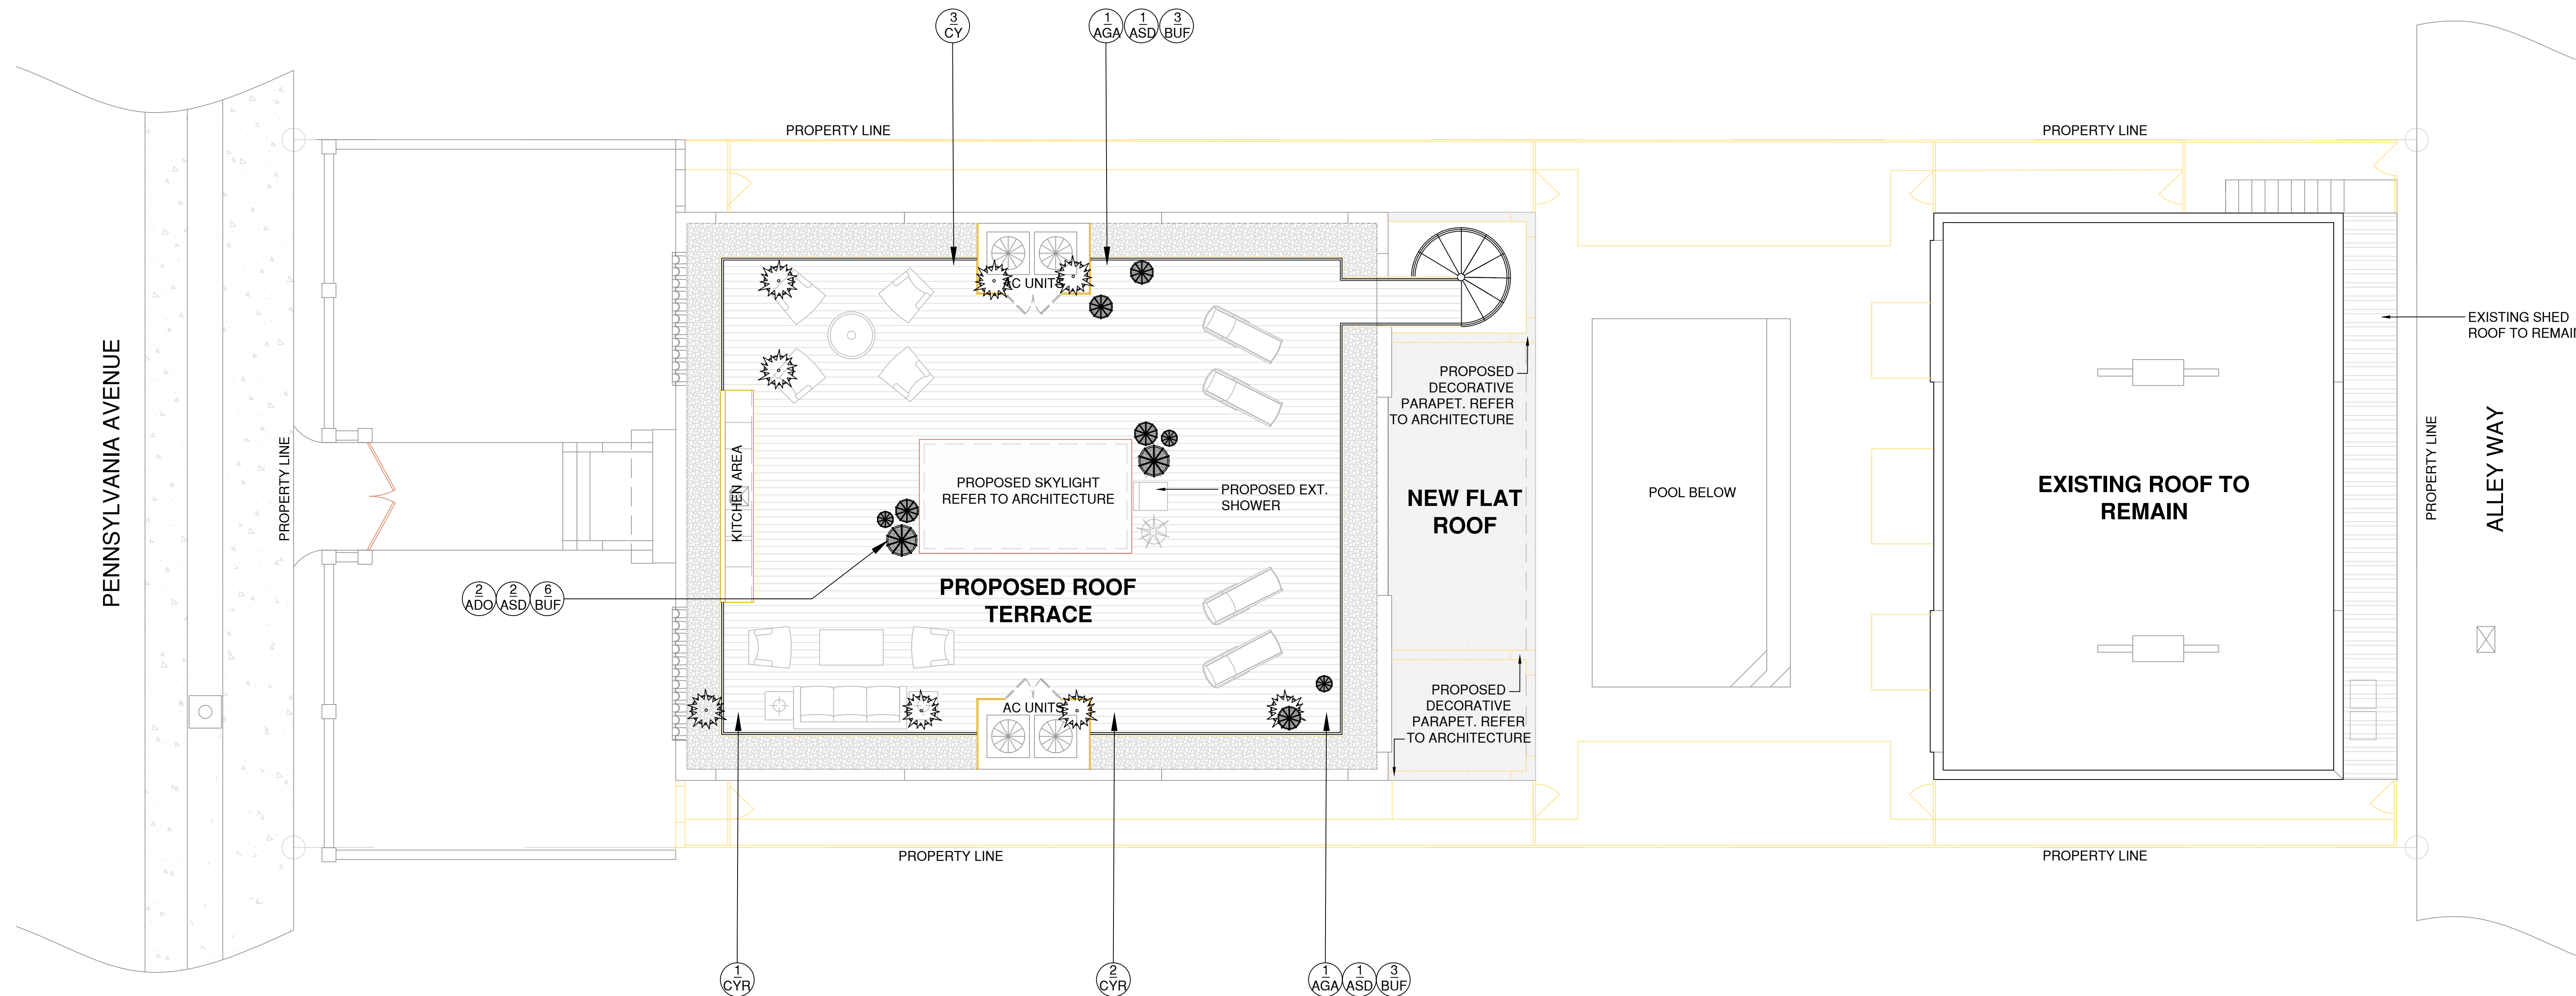 3
CY
1
AGA
1
ASD
3
BUF
PROPERTY LINE
PROPERTY LINE
PENNSYLVANIA AVENUE
PROPERTY LINE
AC UNITS
EXISTING SHED
ROOF TO REMAIN
PROPOSED
DECORATIVE
PARAPET. REFER
TO ARCHITECTURE
KITCHEN AREA
PROPOSED SKYLIGHT
REFER TO ARCHITECTURE
PROPOSED EXT.
SHOWER
NEW FLAT
ROOF
POOL BELOW
EXISTING ROOF TO
REMAIN
PROPERTY LINE
ALLEY WAY
2
ADO
2
ASD
6
BUF
PROPOSED ROOF
TERRACE
AC UNITS
PROPOSED
DECORATIVE
PARAPET. REFER
TO ARCHITECTURE
PROPERTY LINE
PROPERTY LINE
1
CYR
2
CYR
1
AGA
1
ASD
3
BUF